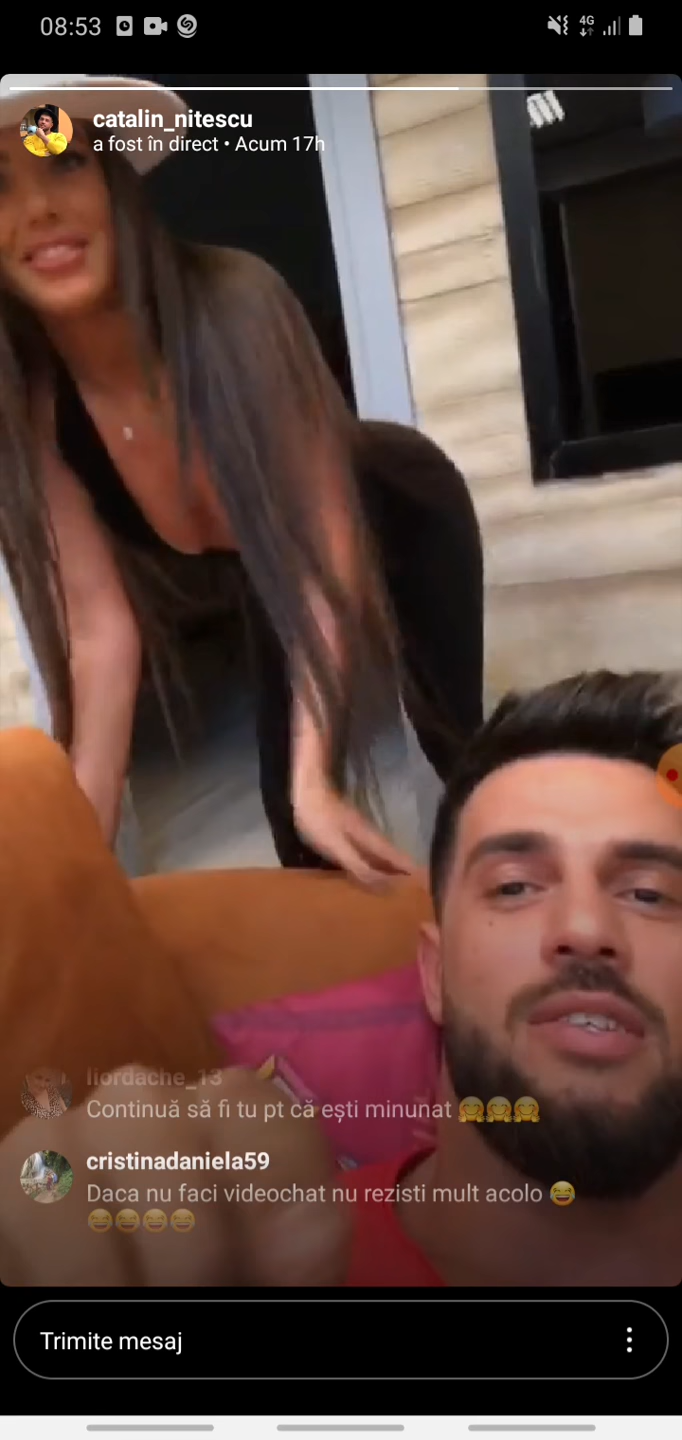 08:53
4G
catalin_nitescu
a fost în direct • Acum 17h
liordache_13
Continuă să fi tu pt că ești minunat 🤗🤗🤗
cristinadaniela59
Daca nu faci videochat nu rezisti mult acolo 😂
😂😂😂😂
Trimite mesaj